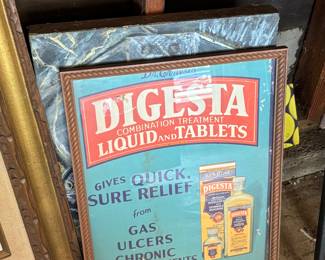 DIGESTA
COMBINATION TREATMENT
LIQUID AND TABLETS
GIVES QUICK,
SURE RELIEF
from
GAS
ULCERS
CHRONIC
DIGESTA